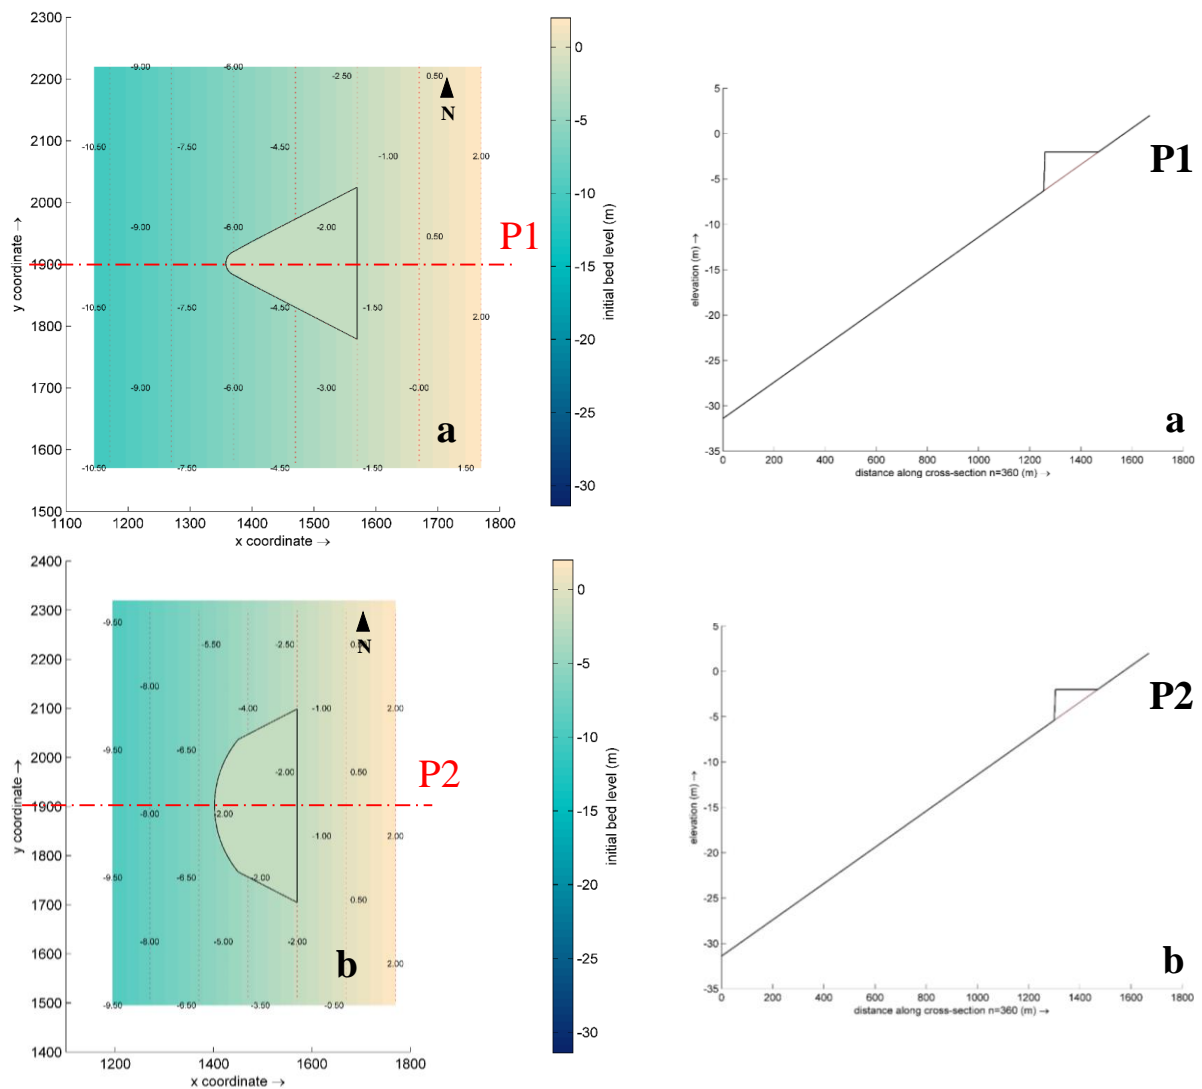 2300
2200
2100
2000
1900
1800
1700
1600
1500
1100 1200 1300 1400 1500 1600 1700 1800
x coordinate →
y coordinate →
-9.00 -6.00 -2.50 0.50
N
-10.50 -7.50 -4.50 -1.00 2.00
-9.00 -6.00 -2.00 0.50
P1
-10.50 -7.50 -4.50 -1.50 2.00
-9.00 -6.00 -3.00 -0.00
a
-10.50 -7.50 -4.50 -1.50 1.50
0
-5
-10
-15
-20
-25
-30
initial bed level (m)
5
0
-5
-10
-15
-20
-25
-30
-35
0 200 400 600 800 1000 1200 1400 1600 1800
distance along cross-section n=360 (m) →
elevation (m) →
P1
a
2400
2300
2200
2100
2000
1900
1800
1700
1600
1500
1400
1200 1400 1600 1800
x coordinate →
y coordinate →
-9.50
N
-5.50 -2.50
-8.00
-4.00 -1.00 2.00
-9.50 -6.50
-2.00 0.50
P2
-8.00 -2.00
-1.00 2.00
-9.50 -6.50 -2.00
0.50
-8.00 -5.00 -2.00
b
2.00
-9.50 -6.50 -3.50 -0.50
0
-5
-10
-15
-20
-25
-30
initial bed level (m)
5
0
-5
-10
-15
-20
-25
-30
-35
0 200 400 600 800 1000 1200 1400 1600 1800
distance along cross-section n=360 (m) →
elevation (m) →
P2
b